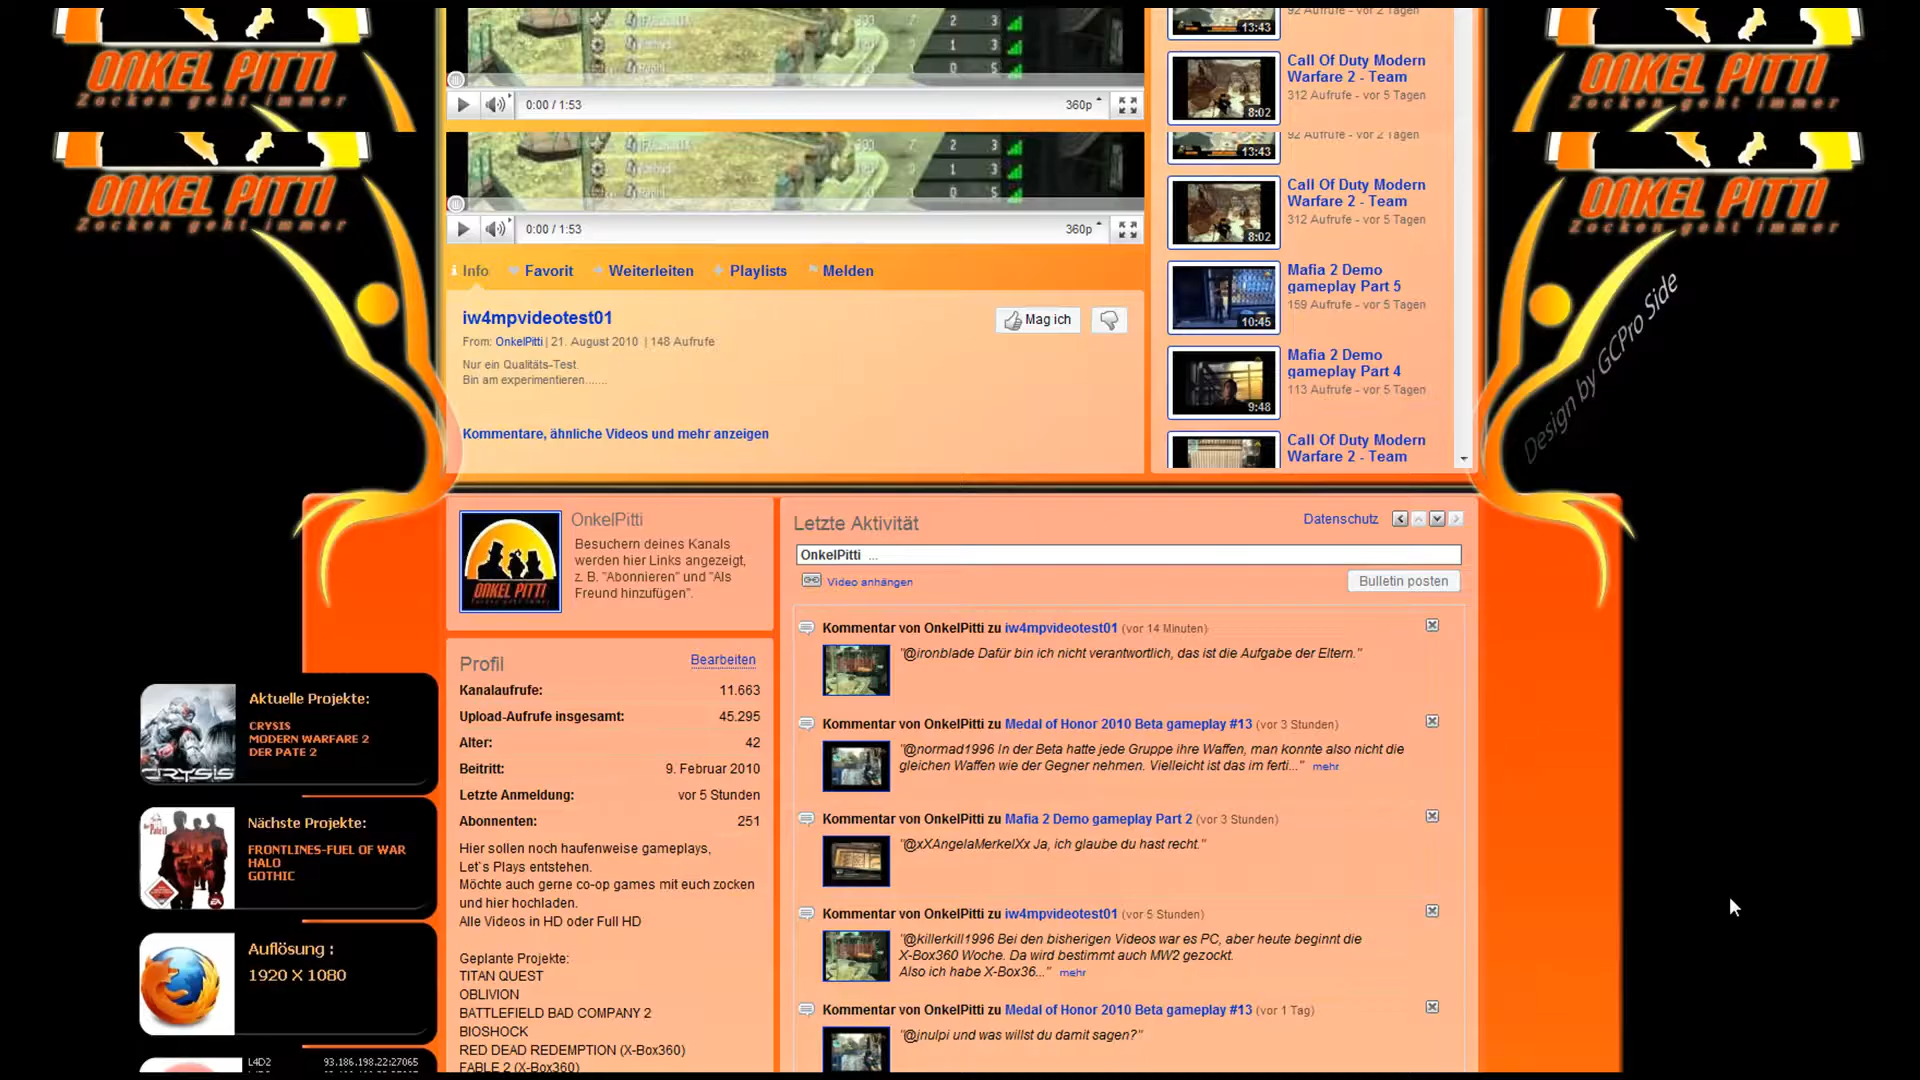 ONKEL PITTI
Zocken geht immer
0:00 / 1:53
360p
13:43
92 Aufrufe - vor 2 Tagen
Call Of Duty Modern
Warfare 2 - Team
312 Aufrufe - vor 5 Tagen
8:02
ONKEL PITTI
Zocken geht immer
ONKEL PITTI
Zocken geht immer
0:00 / 1:53
360p
92 Aufrufe - vor 2 Tagen
13:43
Call Of Duty Modern
Warfare 2 - Team
312 Aufrufe - vor 5 Tagen
8:02
ONKEL PITTI
Zocken geht immer
Info
Favorit
Weiterleiten
Playlists
Melden
iw4mpvideotest01
Mag ich
From: OnkelPitti | 21. August 2010 | 148 Aufrufe
Nur ein Qualitäts-Test.
Bin am experimentieren.......
Kommentare, ähnliche Videos und mehr anzeigen
Mafia 2 Demo
gameplay Part 5
159 Aufrufe - vor 5 Tagen
10:45
Mafia 2 Demo
gameplay Part 4
113 Aufrufe - vor 5 Tagen
9:48
Call Of Duty Modern
Warfare 2 - Team
Design by GCPro Side
OnkelPitti
Besuchern deines Kanals
werden hier Links angezeigt,
z. B. "Abonnieren" und "Als
Freund hinzufügen".
ONKEL PITTI
Profil
Bearbeiten
Kanalaufrufe: 11.663
Upload-Aufrufe insgesamt: 45.295
Alter: 42
Beitritt: 9. Februar 2010
Letzte Anmeldung: vor 5 Stunden
Abonnenten: 251
Hier sollen noch haufenweise gameplays,
Let`s Plays entstehen.
Möchte auch gerne co-op games mit euch zocken
und hier hochladen.
Alle Videos in HD oder Full HD
Geplante Projekte:
TITAN QUEST
OBLIVION
BATTLEFIELD BAD COMPANY 2
BIOSHOCK
RED DEAD REDEMPTION (X-Box360)
FABLE 2 (X-Box360)
Letzte Aktivität
Datenschutz
OnkelPitti ...
Video anhängen
Bulletin posten
Kommentar von OnkelPitti zu iw4mpvideotest01 (vor 14 Minuten)
"@ironblade Dafür bin ich nicht verantwortlich, das ist die Aufgabe der Eltern."
Kommentar von OnkelPitti zu Medal of Honor 2010 Beta gameplay #13 (vor 3 Stunden)
"@normad1996 In der Beta hatte jede Gruppe ihre Waffen, man konnte also nicht die
gleichen Waffen wie der Gegner nehmen. Vielleicht ist das im ferti..." mehr
Kommentar von OnkelPitti zu Mafia 2 Demo gameplay Part 2 (vor 3 Stunden)
"@xXAngelaMerkelXx Ja, ich glaube du hast recht."
Kommentar von OnkelPitti zu iw4mpvideotest01 (vor 5 Stunden)
"@killerkill1996 Bei den bisherigen Videos war es PC, aber heute beginnt die
X-Box360 Woche. Da wird bestimmt auch MW2 gezockt.
Also ich habe X-Box36..." mehr
Kommentar von OnkelPitti zu Medal of Honor 2010 Beta gameplay #13 (vor 1 Tag)
"@jnulpi und was willst du damit sagen?"
Aktuelle Projekte:
CRYSIS
MODERN WARFARE 2
DER PATE 2
CRYSIS
Nächste Projekte:
FRONTLINES-FUEL OF WAR
HALO
GOTHIC
Auflösung :
1920 X 1080
L4D2 93.186.198.22:27065